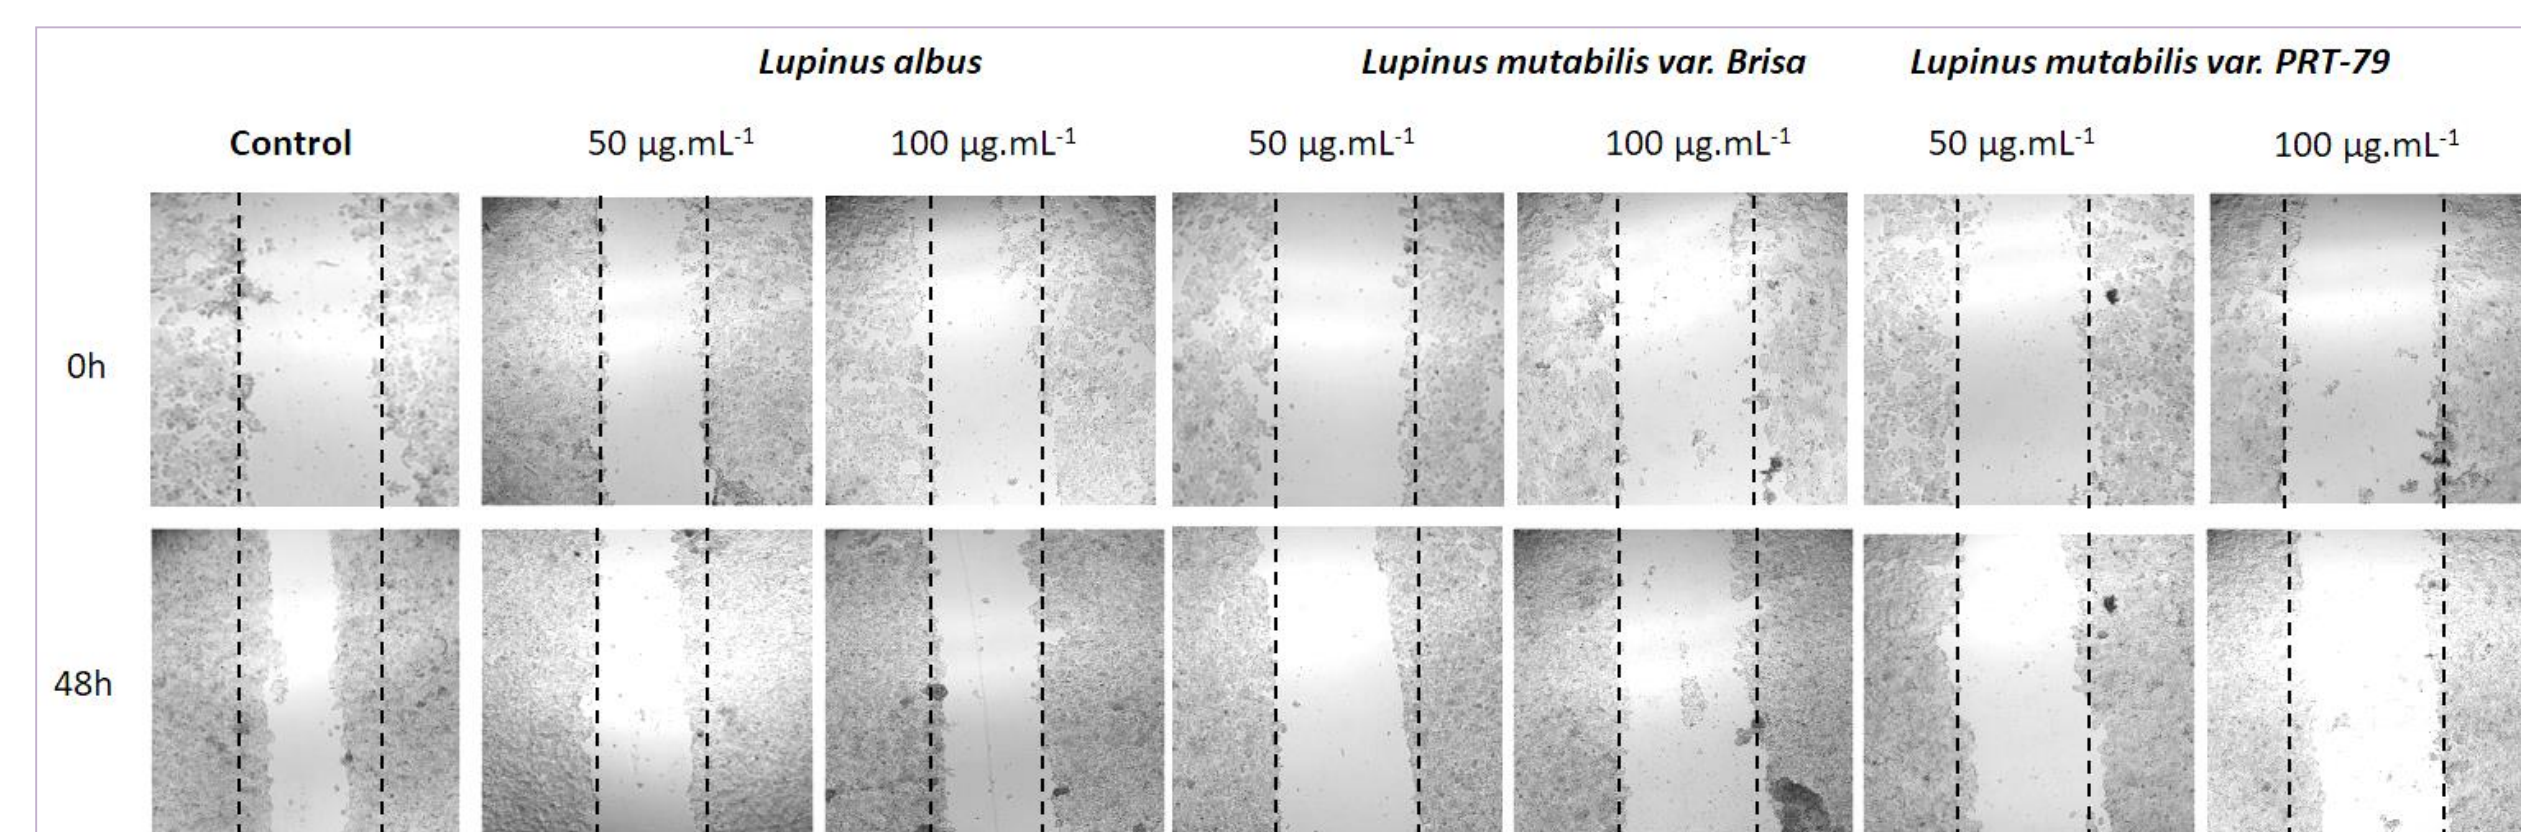 Lupinus albus Lupinus mutabilis var. Brisa Lupinus mutabilis var. PRT-79
Control 50 µg.mL⁻¹ 100 µg.mL⁻¹ 50 µg.mL⁻¹ 100 µg.mL⁻¹ 50 µg.mL⁻¹ 100 µg.mL⁻¹
0h
48h